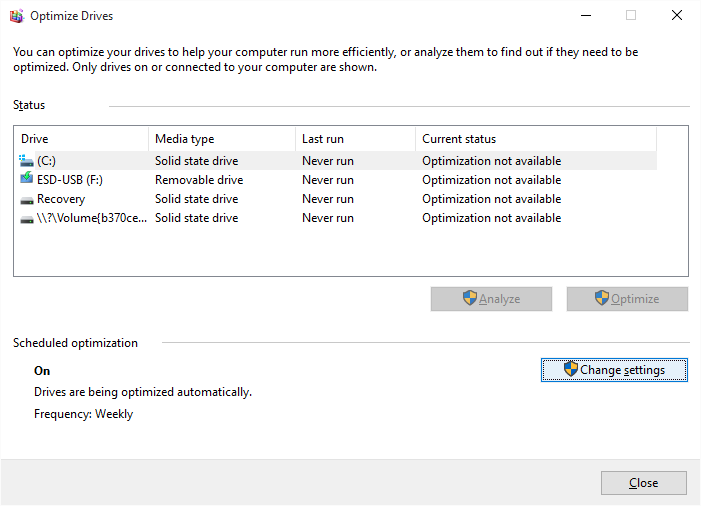 Optimize Drives
You can optimize your drives to help your computer run more efficiently, or analyze them to find out if they need to be
optimized. Only drives on or connected to your computer are shown.
Status
Drive Media type Last run Current status
(C:) Solid state drive Never run Optimization not available
ESD-USB (F:) Removable drive Never run Optimization not available
Recovery Solid state drive Never run Optimization not available
\\?\Volume{b370ce... Solid state drive Never run Optimization not available
Analyze Optimize
Scheduled optimization
On
Change settings
Drives are being optimized automatically.
Frequency: Weekly
Close